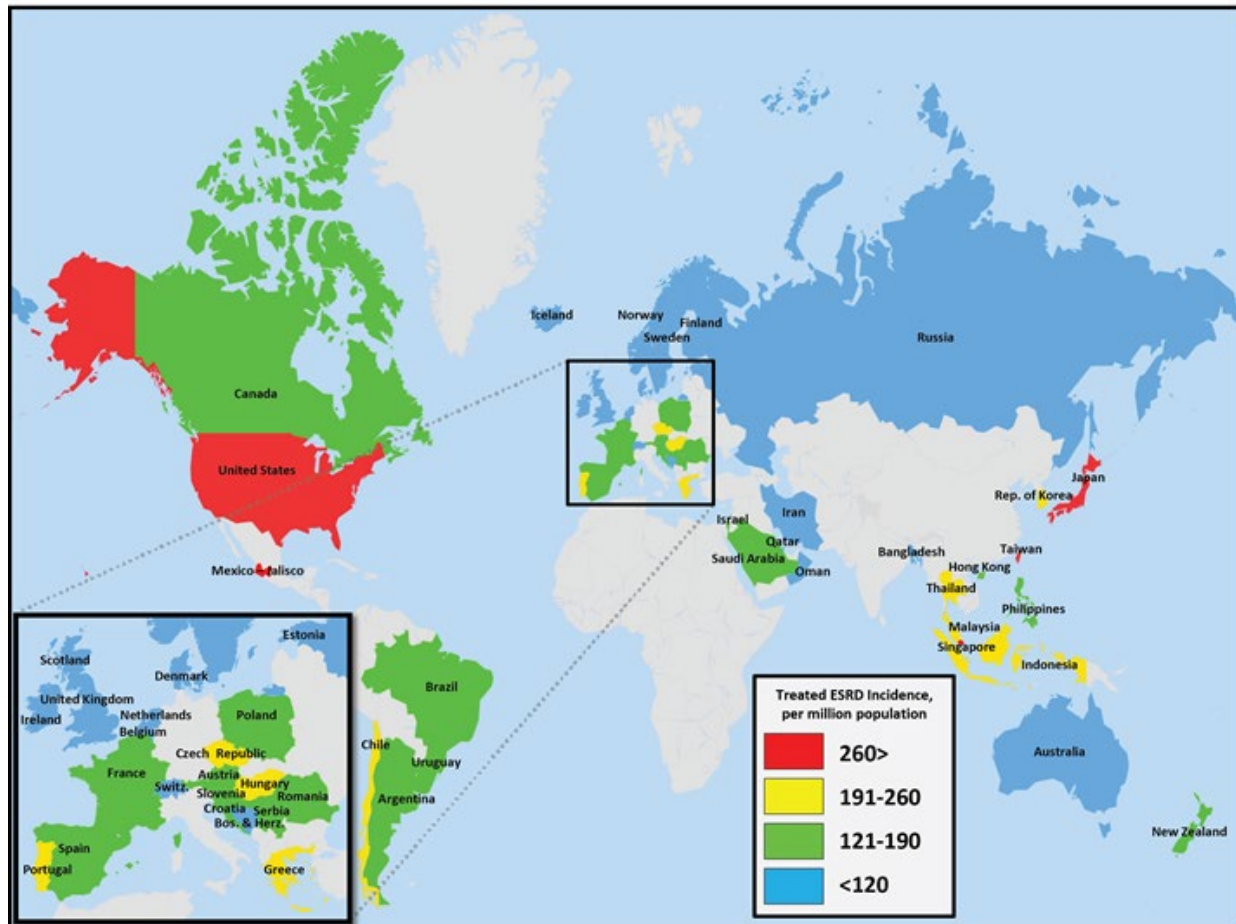 Iceland
Norway
Finland
Sweden
Russia
Canada
United States
Japan
Rep. of Korea
Israel
Iran
Qatar
Saudi Arabia
Oman
Bangladesh
Taiwan
Hong Kong
Thailand
Philippines
Mexico – Jalisco
Malaysia
Singapore
Indonesia
Estonia
Scotland
Denmark
United Kingdom
Ireland
Netherlands
Belgium
Poland
Czech Republic
France
Austria
Switz.
Hungary
Slovenia
Romania
Croatia
Serbia
Bos. & Herz.
Spain
Portugal
Greece
Brazil
Chile
Uruguay
Argentina
Australia
New Zealand
Treated ESRD Incidence,
per million population
260>
191-260
121-190
<120